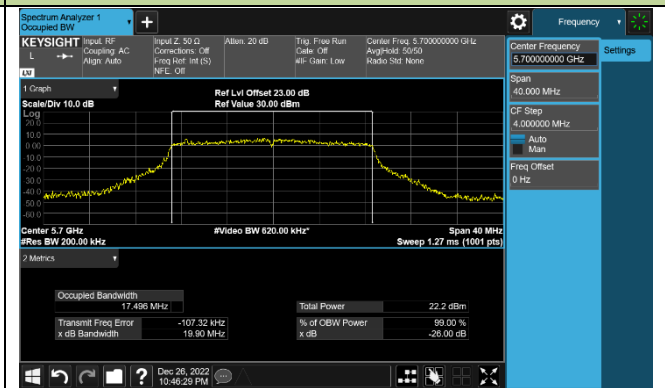 Spectrum Analyzer 1
Occupied BW
+
Frequency
KEYSIGHT
L
LXI
Input: RF
Coupling: AC
Align: Auto
Input Z: 50 Ω
Corrections: Off
Freq Ref: Int (S)
NFE: Off
Atten: 20 dB
Trig: Free Run
Gate: Off
#IF Gain: Low
Center Freq: 5.700000000 GHz
Avg|Hold: 50/50
Radio Std: None
1 Graph
Scale/Div 10.0 dB
Ref Lvl Offset 23.00 dB
Ref Value 30.00 dBm
Log
20.0
10.0
0.00
-10.0
-20.0
-30.0
-40.0
-50.0
-60.0
Center 5.7 GHz
#Video BW 620.00 kHz*
Span 40 MHz
#Res BW 200.00 kHz
Sweep 1.27 ms (1001 pts)
2 Metrics
Occupied Bandwidth
17.496 MHz
Total Power 22.2 dBm
Transmit Freq Error -107.32 kHz
% of OBW Power 99.00 %
x dB Bandwidth 19.90 MHz
x dB -26.00 dB
Center Frequency
5.700000000 GHz
Settings
Span
40.000 MHz
CF Step
4.000000 MHz
Auto
Man
Freq Offset
0 Hz
?
Dec 26, 2022
10:46:29 PM